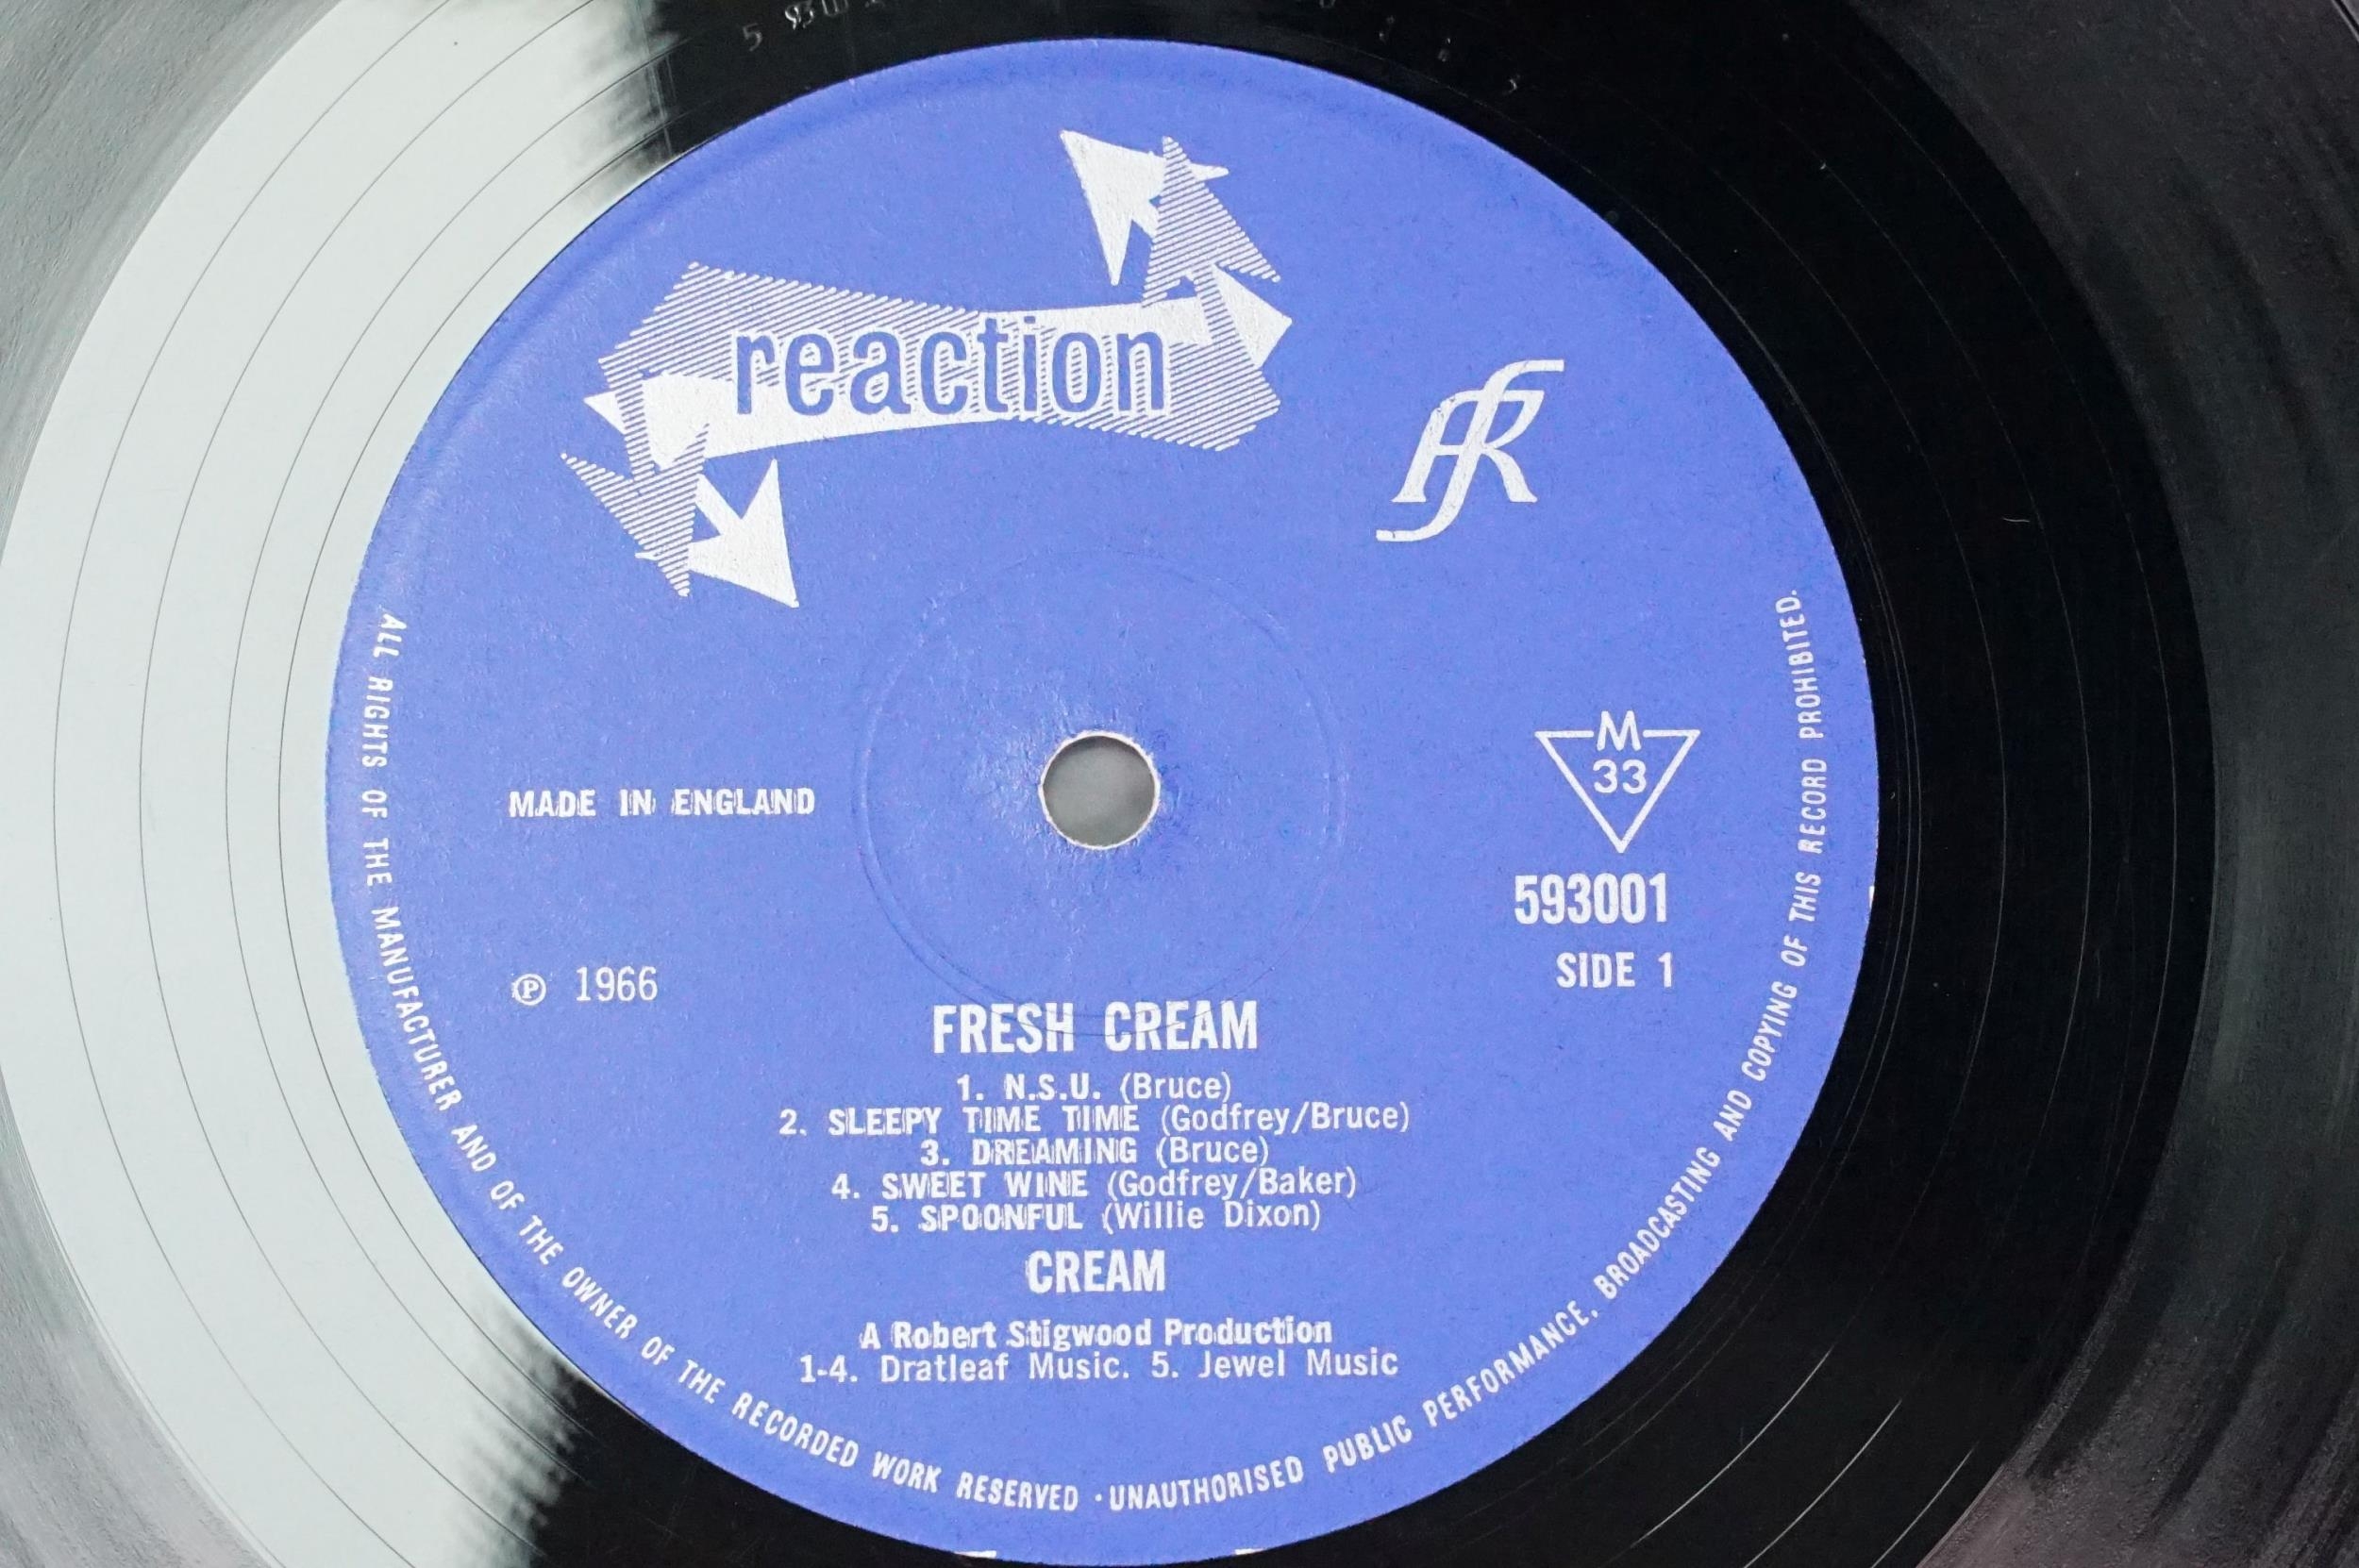 reaction
M
33
MADE IN ENGLAND
593001
SIDE 1
℗ 1966
FRESH CREAM
1. N.S.U. (Bruce)
2. SLEEPY TIME TIME (Godfrey/Bruce)
3. DREAMING (Bruce)
4. SWEET WINE (Godfrey/Baker)
5. SPOONFUL (Willie Dixon)
CREAM
A Robert Stigwood Production
1-4. Dratleaf Music. 5. Jewel Music
ALL RIGHTS OF THE MANUFACTURER AND OF THE OWNER OF THE RECORDED WORK RESERVED · UNAUTHORISED PUBLIC PERFORMANCE, BROADCASTING AND COPYING OF THIS RECORD PROHIBITED.